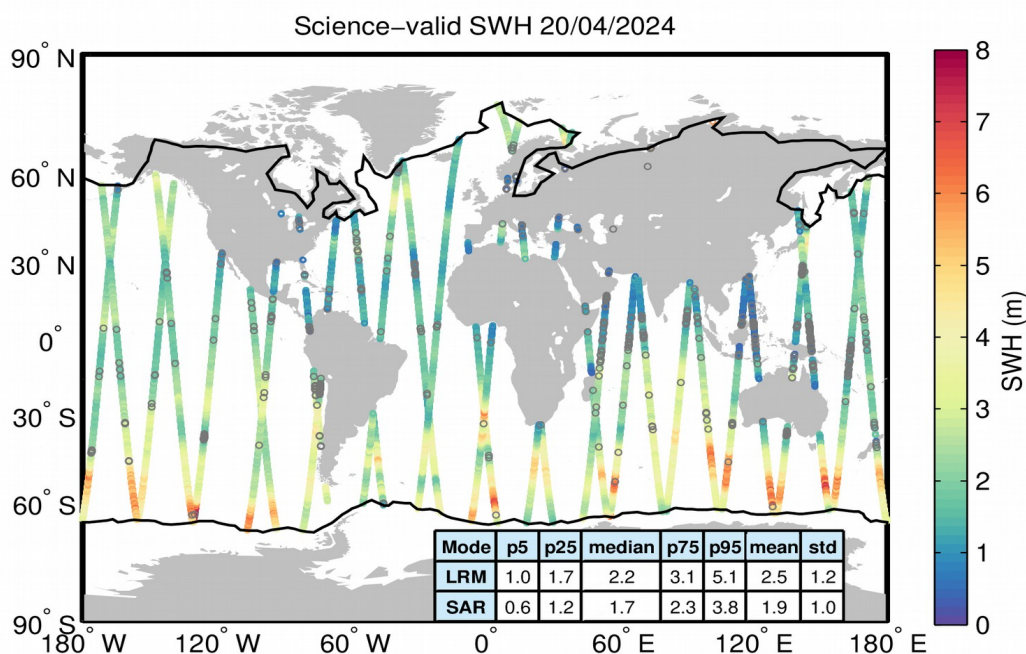 Science−valid SWH 20/04/2024
90° N
60° N
30° N
0°
30° S
60° S
90° S
180° W
120° W
60° W
0°
60° E
120° E
180° E
8
7
6
5
4
3
2
1
0
SWH (m)
Mode p5 p25 median p75 p95 mean std
LRM 1.0 1.7 2.2 3.1 5.1 2.5 1.2
SAR 0.6 1.2 1.7 2.3 3.8 1.9 1.0